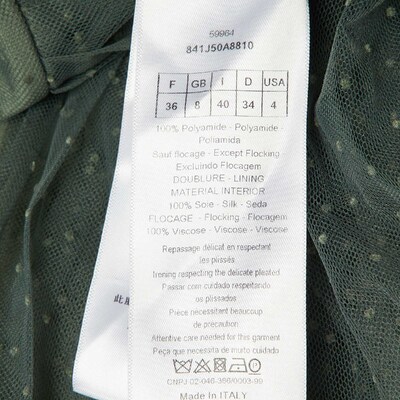 59964
841J50A8810
F GB I D USA
36 8 40 34 4
100% Polyamide - Polyamide
Poliamida
Sauf flocage - Except Flocking
Excluindo Flocagem
DOUBLURE - LINING
MATERIAL INTERIOR
100% Soie - Silk - Seda
FLOCAGE - Flocking - Flocagem
100% Viscose - Viscose - Viscose
Repassage délicat en respectant
les plissés
Irening respecting the delicate pleated
Passar com cuidado respeitando
os plissados
Pièce nécessitant beaucoup
de precaution
Attentive care needed for this garment
Peça que necessita de muito cuidado
CNPJ 02-046-366/0003-99
Made In ITALY